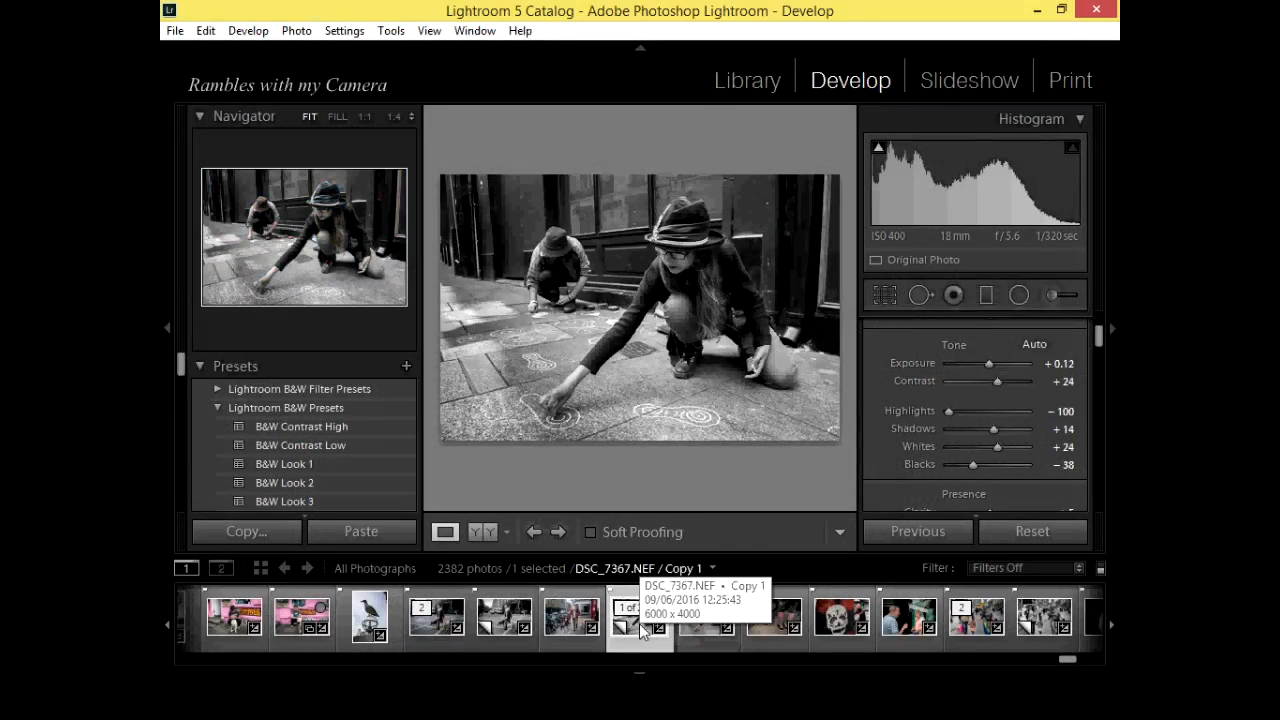 Lightroom 5 Catalog - Adobe Photoshop Lightroom - Develop
File Edit Develop Photo Settings Tools View Window Help
Rambles with my Camera
Library Develop Slideshow Print
Navigator FIT FILL 1:1 1:4
Histogram
ISO 400 18 mm f / 5.6 1/320 sec
Original Photo
Tone Auto
Exposure + 0.12
Contrast + 24
Highlights − 100
Shadows + 14
Whites + 24
Blacks − 38
Presence
Presets +
Lightroom B&W Filter Presets
Lightroom B&W Presets
B&W Contrast High
B&W Contrast Low
B&W Look 1
B&W Look 2
B&W Look 3
Copy... Paste
Soft Proofing
Previous Reset
1 2 All Photographs 2382 photos / 1 selected / DSC_7367.NEF / Copy 1
Filter : Filters Off
DSC_7367.NEF • Copy 1
09/06/2016 12:25:43
6000 x 4000
2
1 of
2